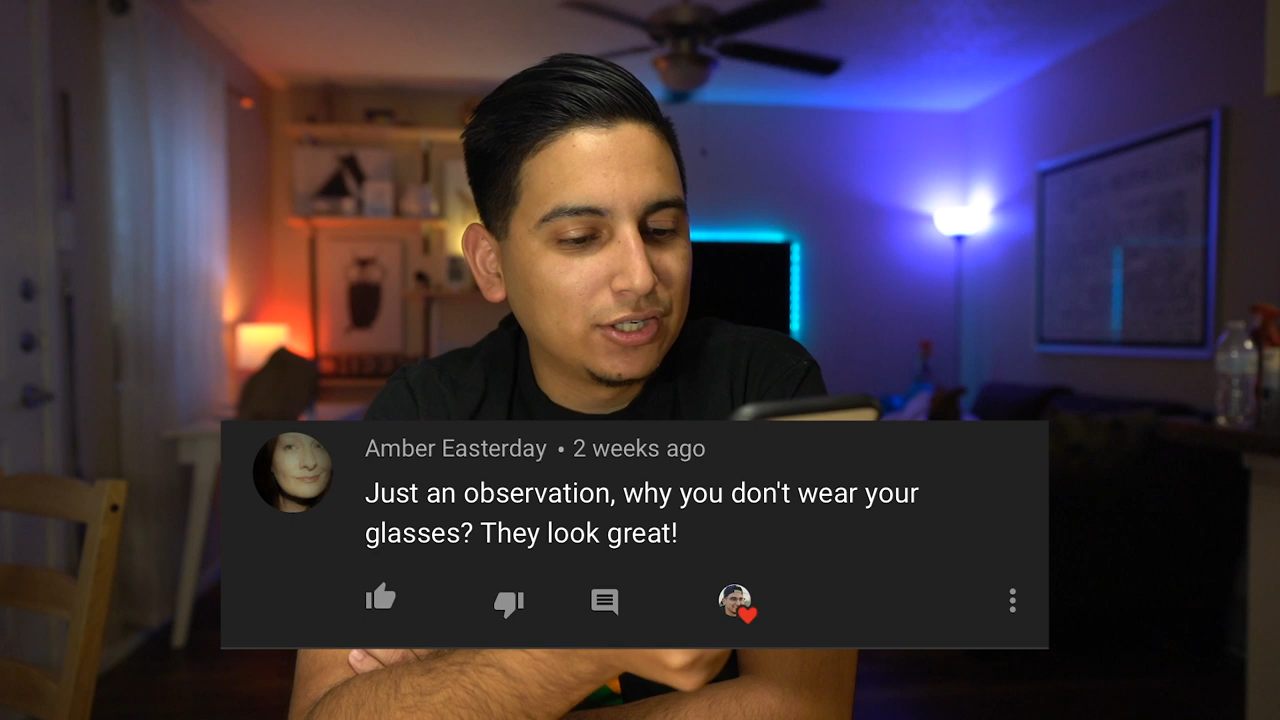 Amber Easterday • 2 weeks ago
Just an observation, why you don't wear your
glasses? They look great!